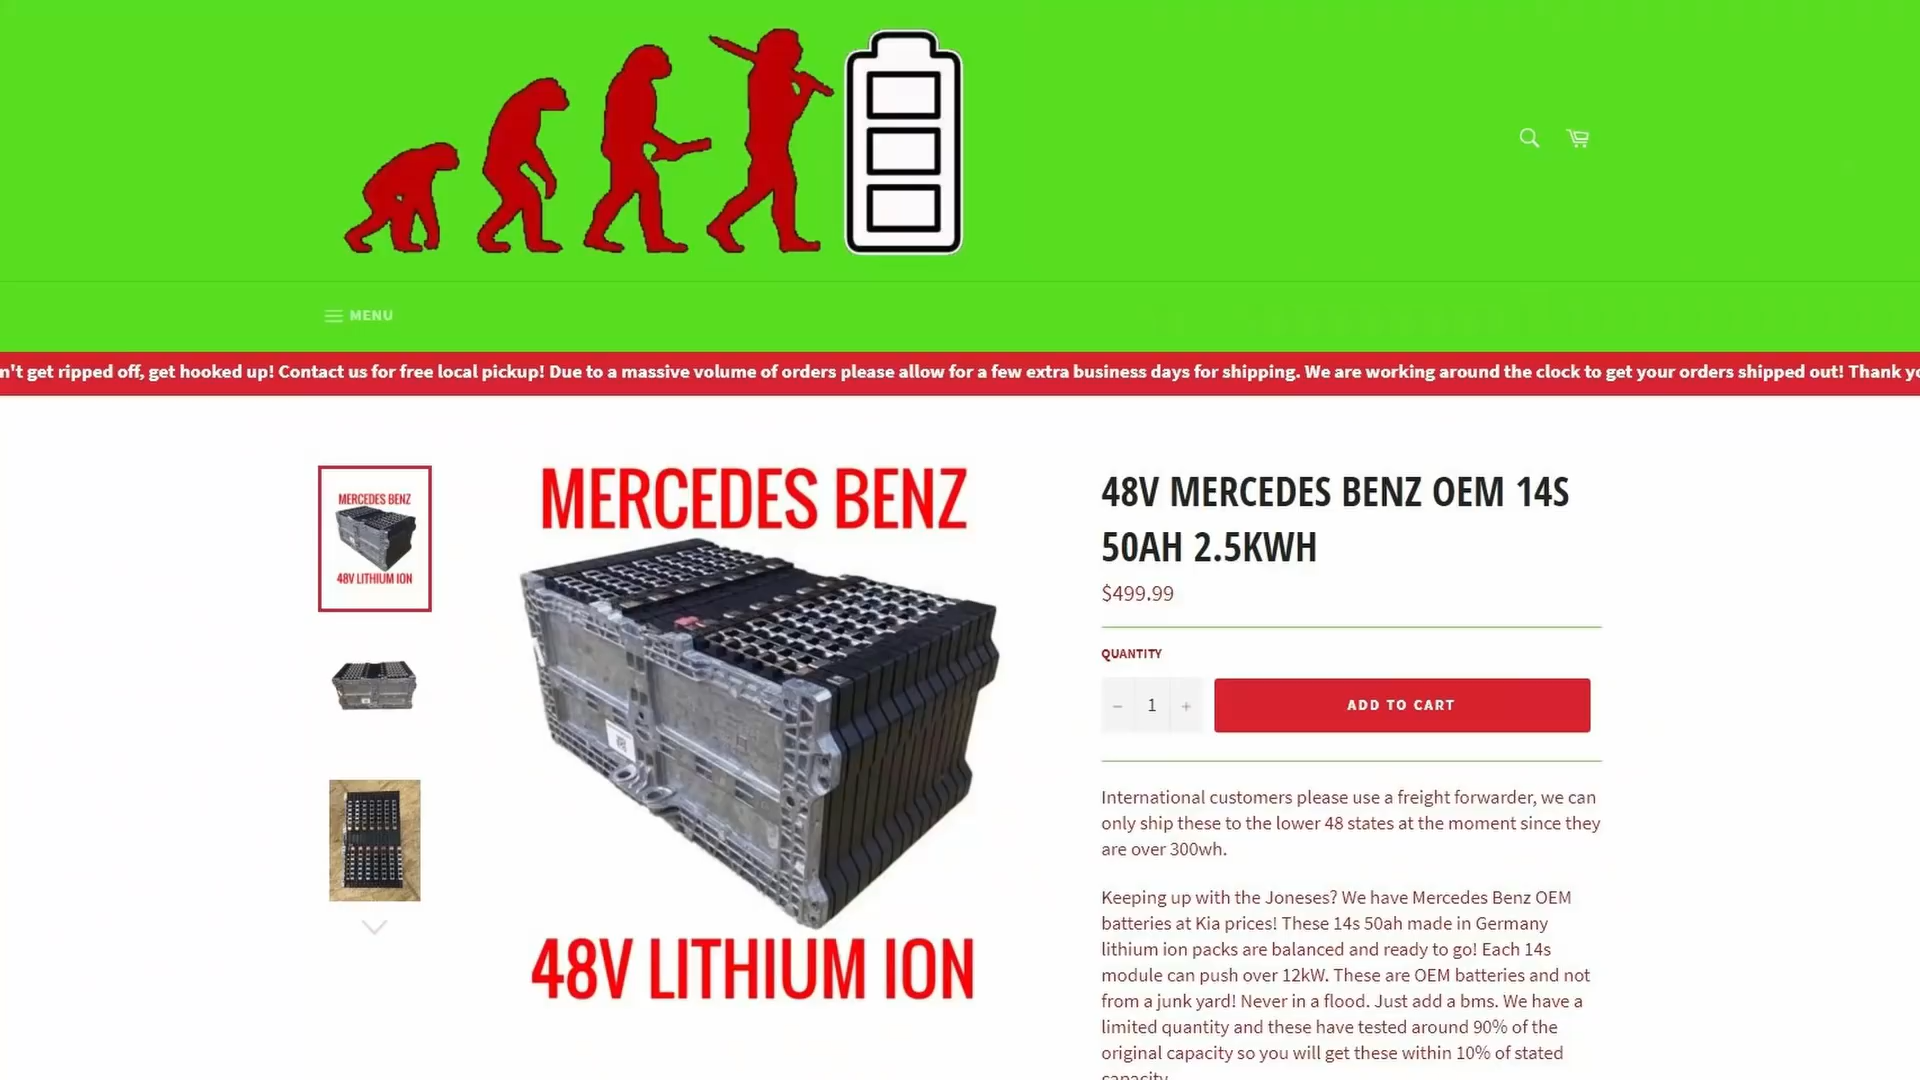 MENU
n't get ripped off, get hooked up! Contact us for free local pickup! Due to a massive volume of orders please allow for a few extra business days for shipping. We are working around the clock to get your orders shipped out! Thank yo
MERCEDES BENZ
48V LITHIUM ION
MERCEDES BENZ
48V LITHIUM ION
48V MERCEDES BENZ OEM 14S
50AH 2.5KWH
$499.99
QUANTITY
− 1 +
ADD TO CART
International customers please use a freight forwarder, we can
only ship these to the lower 48 states at the moment since they
are over 300wh.
Keeping up with the Joneses? We have Mercedes Benz OEM
batteries at Kia prices! These 14s 50ah made in Germany
lithium ion packs are balanced and ready to go! Each 14s
module can push over 12kW. These are OEM batteries and not
from a junk yard! Never in a flood. Just add a bms. We have a
limited quantity and these have tested around 90% of the
original capacity so you will get these within 10% of stated
capacity.